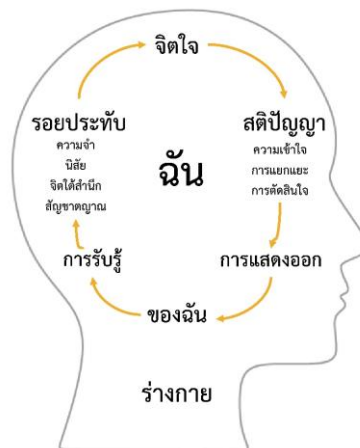 จิตใจ
รอยประทับ
ความจำ
นิสัย
จิตใต้สำนึก
สัญชาตญาณ
สติปัญญา
ความเข้าใจ
การแยกแยะ
การตัดสินใจ
ฉัน
การรับรู้
การแสดงออก
ของฉัน
ร่างกาย